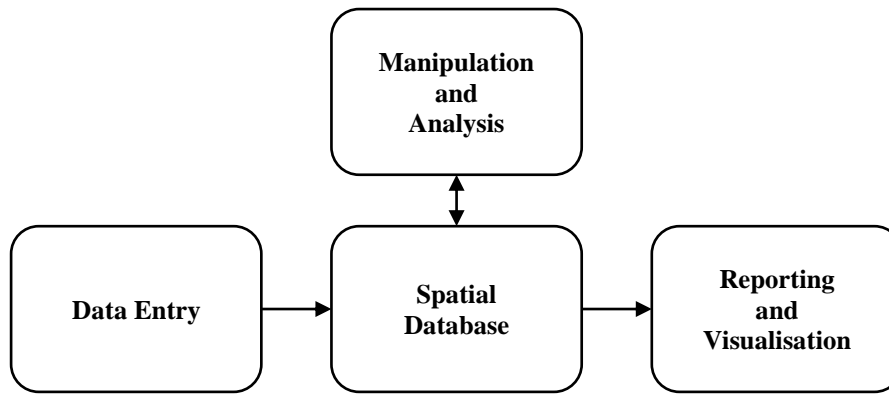 Manipulation
and
Analysis
Data Entry
Spatial
Database
Reporting
and
Visualisation